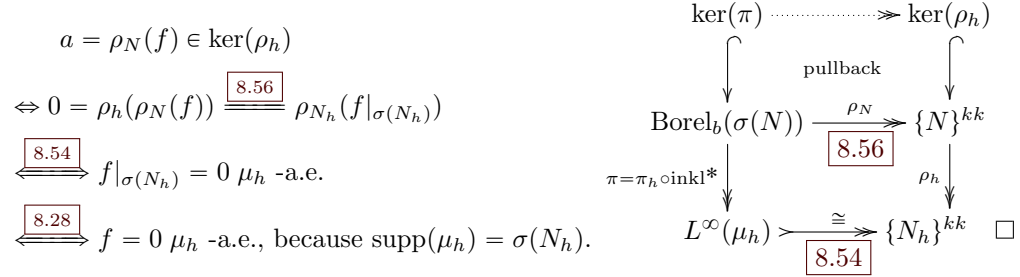 a = ρ_N(f) ∈ ker(ρ_h)
⇔ 0 = ρ_h(ρ_N(f)) =[8.56]= ρ_{N_h}(f|_{σ(N_h)})
⇐[8.54]⇒ f|_{σ(N_h)} = 0 μ_h -a.e.
⇐[8.28]⇒ f = 0 μ_h -a.e., because supp(μ_h) = σ(N_h).
ker(π) ker(ρ_h)
pullback
Borel_b(σ(N)) ρ_N {N}^{kk}
8.56
π=π_h∘inkl* ρ_h
L^∞(μ_h) ≅ {N_h}^{kk} □
8.54